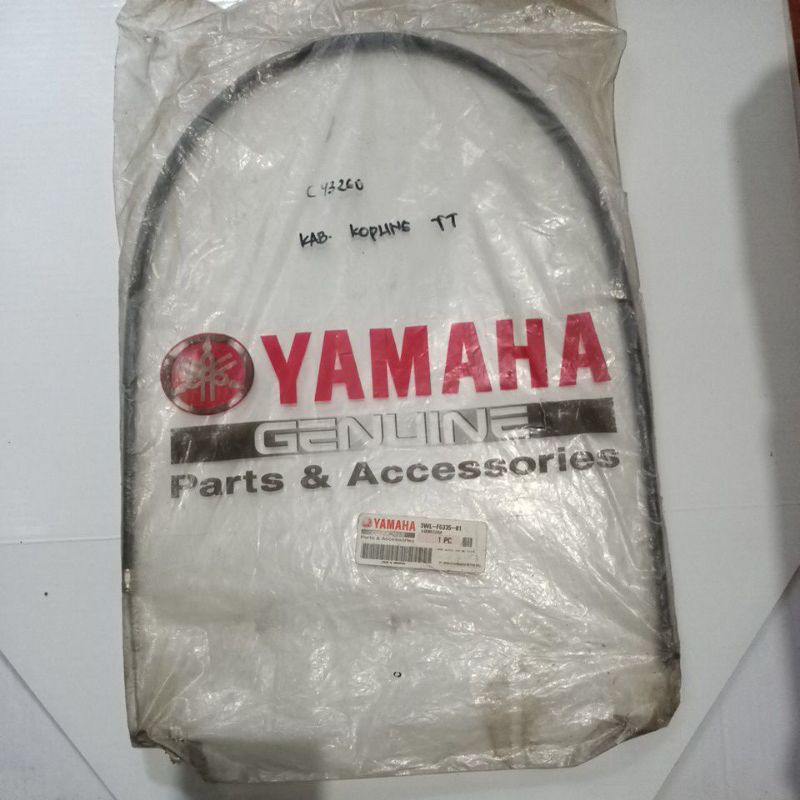 C 43260
KAB. KOPLING TT
YAMAHA
GENUINE
Parts & Accessories
YAMAHA
Parts & Accessories
1 PC